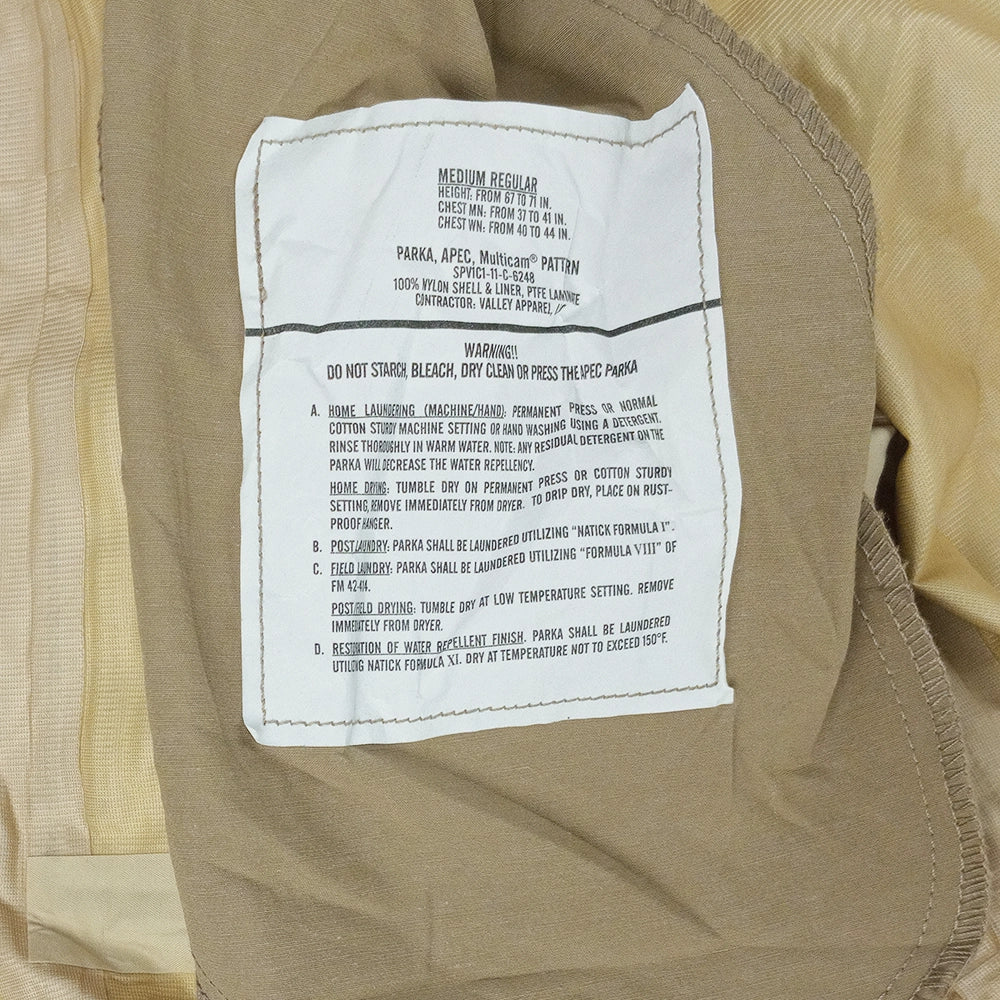 MEDIUM REGULAR
HEIGHT: FROM 67 TO 71 IN.
CHEST MN: FROM 37 TO 41 IN.
CHEST WN: FROM 40 TO 44 IN.
PARKA, APEC, Multicam® PATTRN
SPM1C1-11-C-6248
100% NYLON SHELL & LINER, PTFE LAMINATE
CONTRACTOR: VALLEY APPAREL,
WARNING!!
DO NOT STARCH, BLEACH, DRY CLEAN OR PRESS THE APEC PARKA
A. HOME LAUNDERING (MACHINE/HAND): PERMANENT PRESS OR NORMAL
COTTON STURDY MACHINE SETTING OR HAND WASHING USING A DETERGENT.
RINSE THOROUGHLY IN WARM WATER. NOTE: ANY RESIDUAL DETERGENT ON THE
PARKA WILL DECREASE THE WATER REPELLENCY.
HOME DRYING: TUMBLE DRY ON PERMANENT PRESS OR COTTON STURDY
SETTING, REMOVE IMMEDIATELY FROM DRYER. TO DRIP DRY, PLACE ON RUST-
PROOF HANGER.
B. POST LAUNDRY: PARKA SHALL BE LAUNDERED UTILIZING "NATICK FORMULA I".
C. FIELD LAUNDRY: PARKA SHALL BE LAUNDERED UTILIZING "FORMULA VIII" OF
FM 42-414.
POST/FIELD DRYING: TUMBLE DRY AT LOW TEMPERATURE SETTING. REMOVE
IMMEDIATELY FROM DRYER.
D. RESTORATION OF WATER REPELLENT FINISH. PARKA SHALL BE LAUNDERED
UTILIZING NATICK FORMULA XI. DRY AT TEMPERATURE NOT TO EXCEED 150°F.